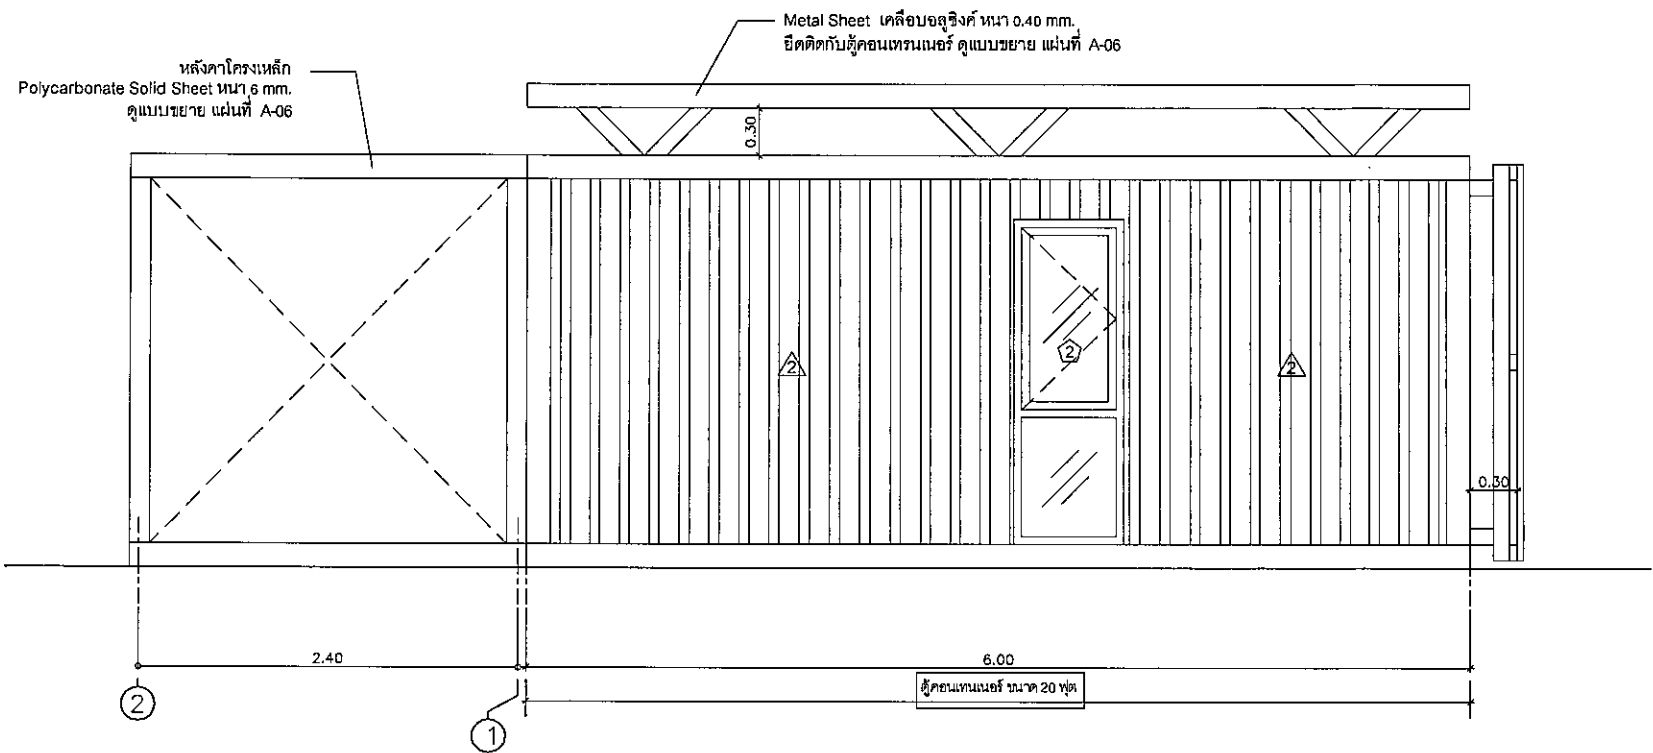 Metal Sheet เคลือบอลูซิงค์ หนา 0.40 mm.
ยึดติดกับตู้คอนเทรนเนอร์ ดูแบบขยาย แผ่นที่ A-06
หลังคาโครงเหล็ก
Polycarbonate Solid Sheet หนา 6 mm.
ดูแบบขยาย แผ่นที่ A-06
0.30
2
2
2
0.30
2.40
6.00
ตู้คอนเทนเนอร์ ขนาด 20 ฟุต
2
1